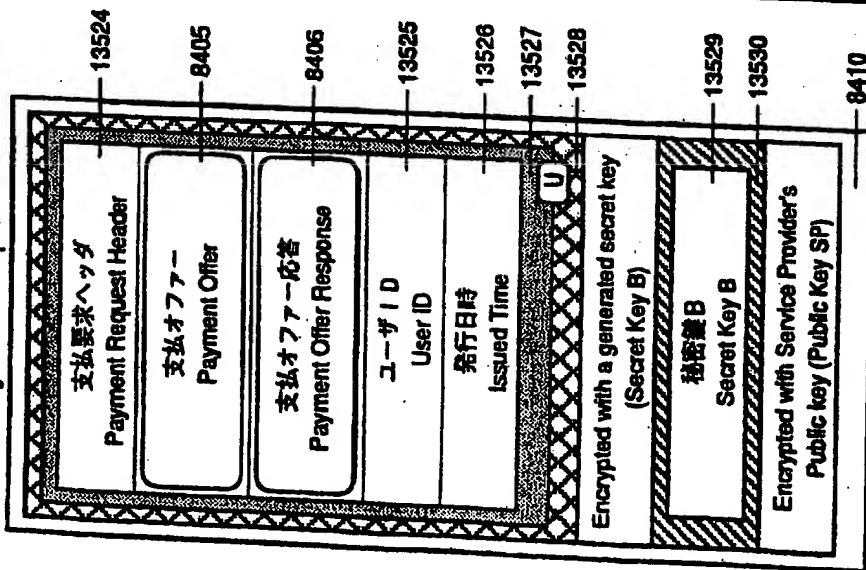 支払要求ヘッダ
Payment Request Header
13524
支払オファー
Payment Offer
8405
支払オファー応答
Payment Offer Response
8406
ユーザID
User ID
13525
発行日時
Issued Time
13526
13527
U
13528
Encrypted with a generated secret key
(Secret Key B)
秘密鍵B
Secret Key B
13529
13530
Encrypted with Service Provider's
Public key (Public Key SP)
8410